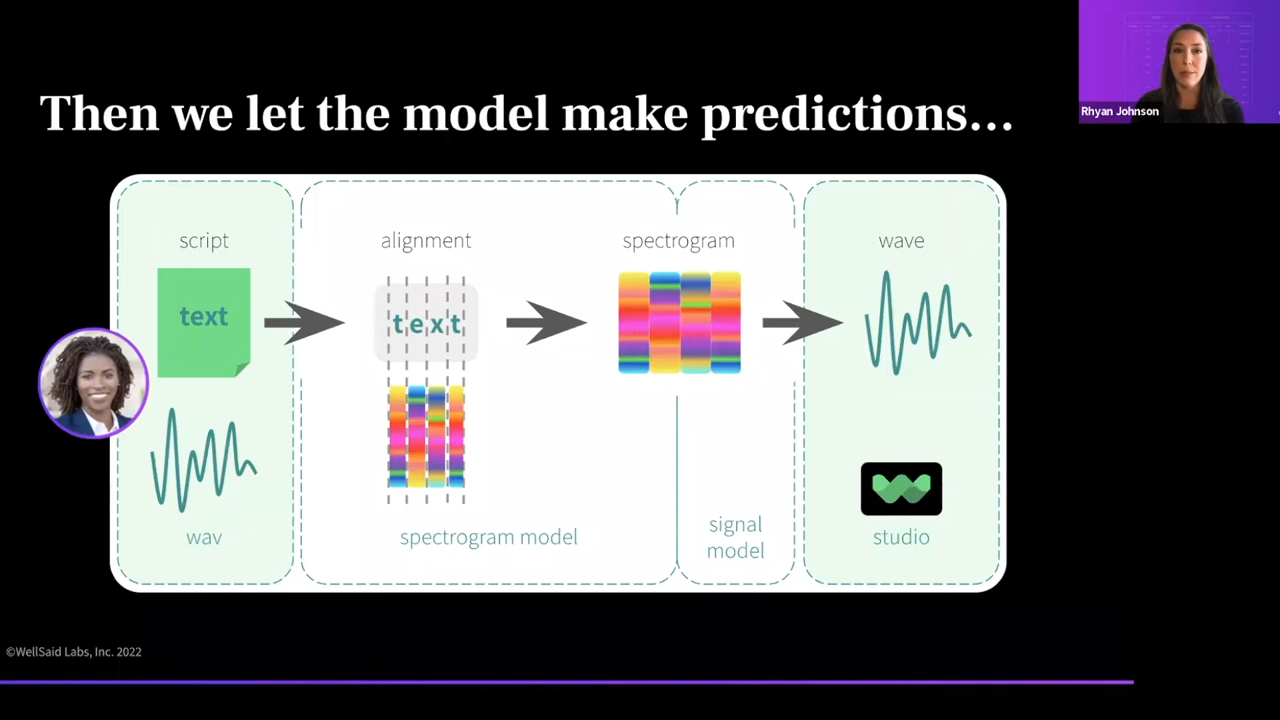 Rhyan Johnson
Then we let the model make predictions...
script
alignment
spectrogram
wave
text
text
wav
spectrogram model
signal
model
studio
©WellSaid Labs, Inc. 2022